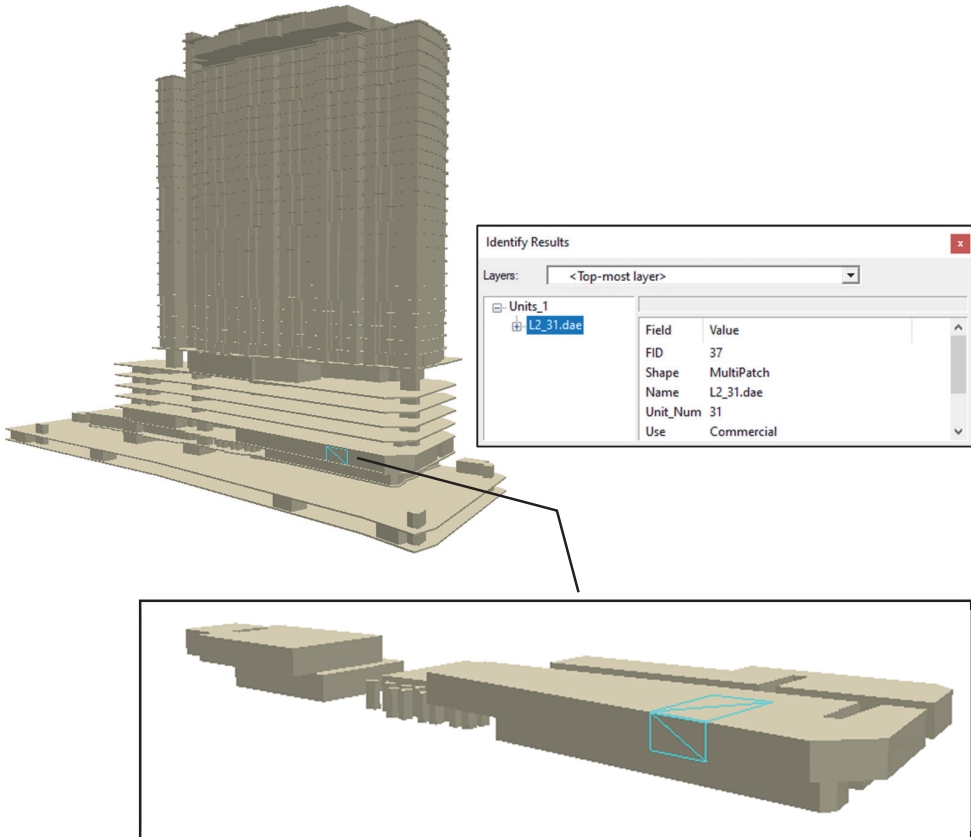 Identify Results
x
Layers: <Top-most layer>
Units_1
L2_31.dae
Field Value
FID 37
Shape MultiPatch
Name L2_31.dae
Unit_Num 31
Use Commercial